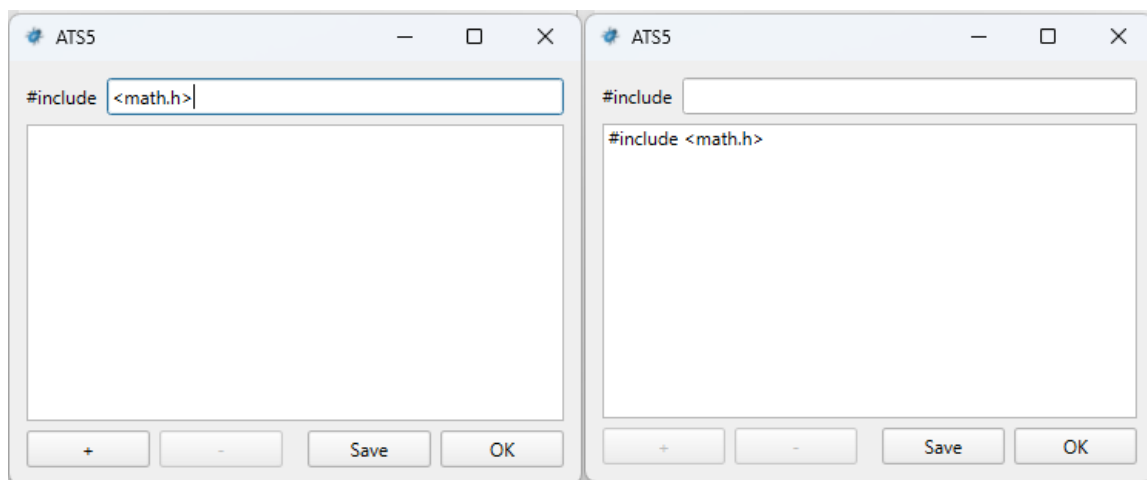 ATS5
#include <math.h>
+ - Save OK
ATS5
#include
#include <math.h>
+ - Save OK